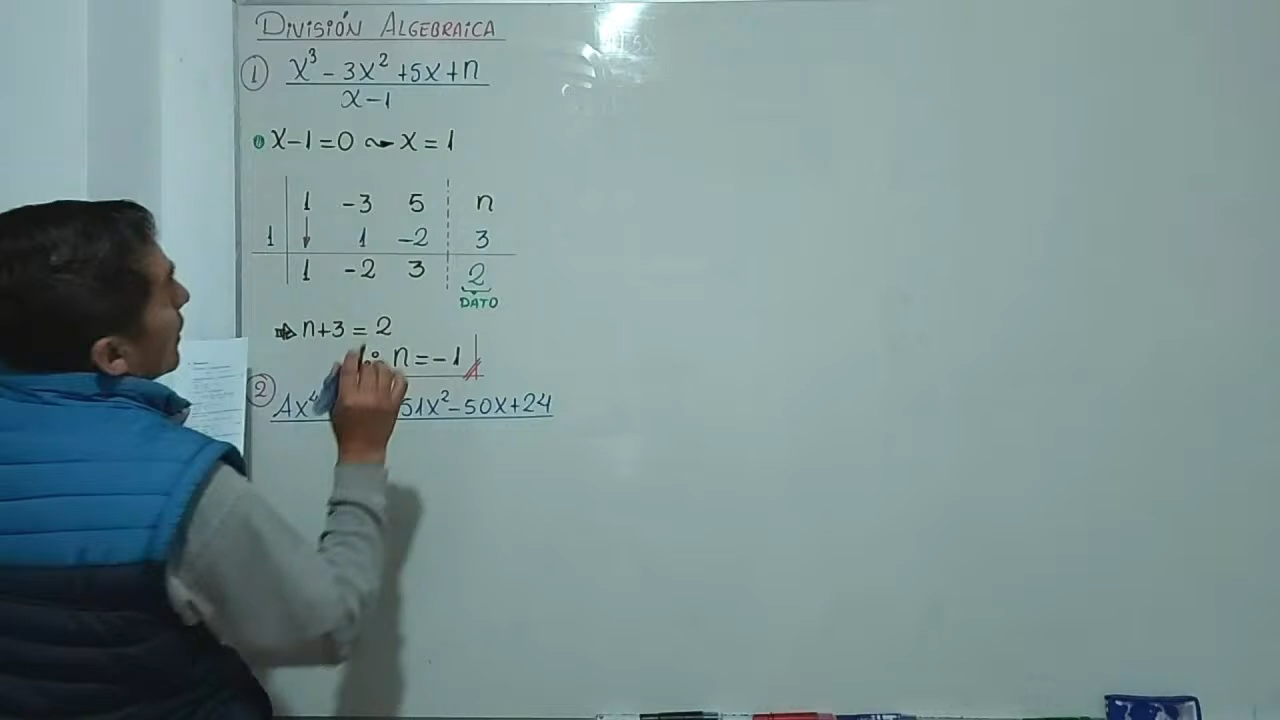 DIVISIÓN ALGEBRAICA
① x³ - 3x² + 5x + n
x - 1
x - 1 = 0 ⤳ x = 1
1 -3 5 n
1 ↓ 1 -2 3
1 -2 3 2
DATO
⇒ n + 3 = 2
n = -1
② Ax⁴ 51x² - 50x + 24